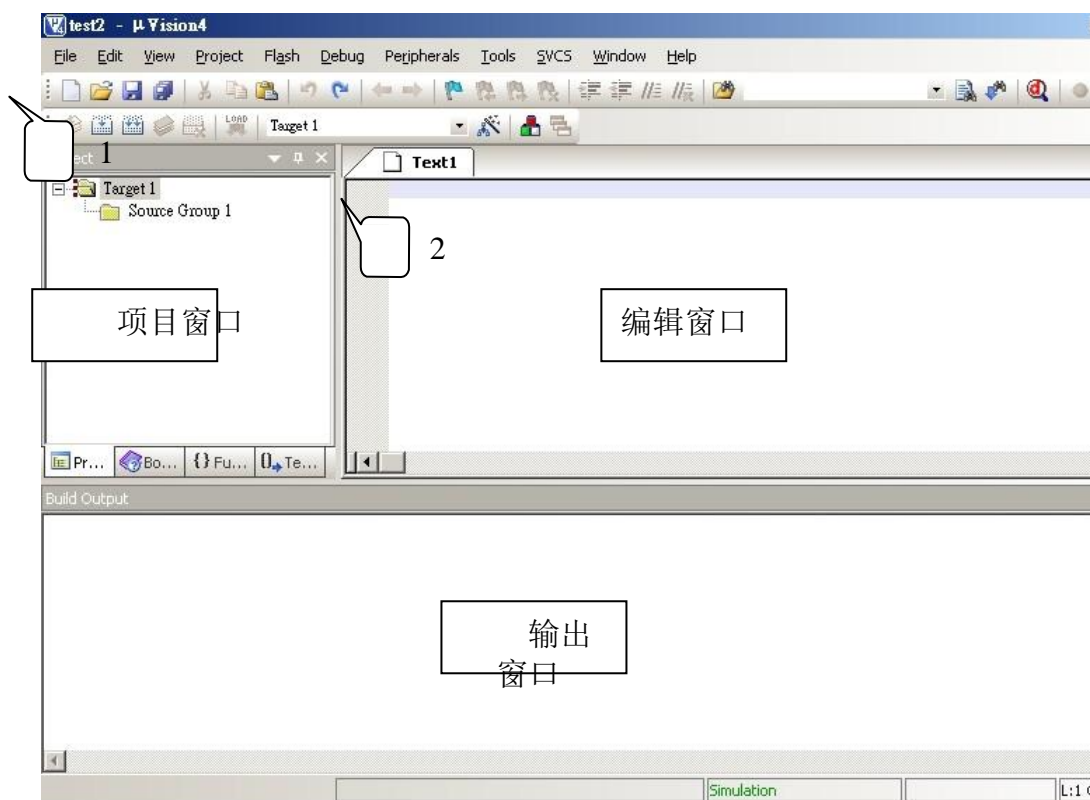 test2 - µVision4
File Edit View Project Flash Debug Peripherals Tools SVCS Window Help
LOAD Target 1
1
Text1
Target 1
Source Group 1
2
项目窗口
编辑窗口
Pr... Bo... {} Fu... 0 Te...
Build Output
输出
窗口
Simulation
L:1